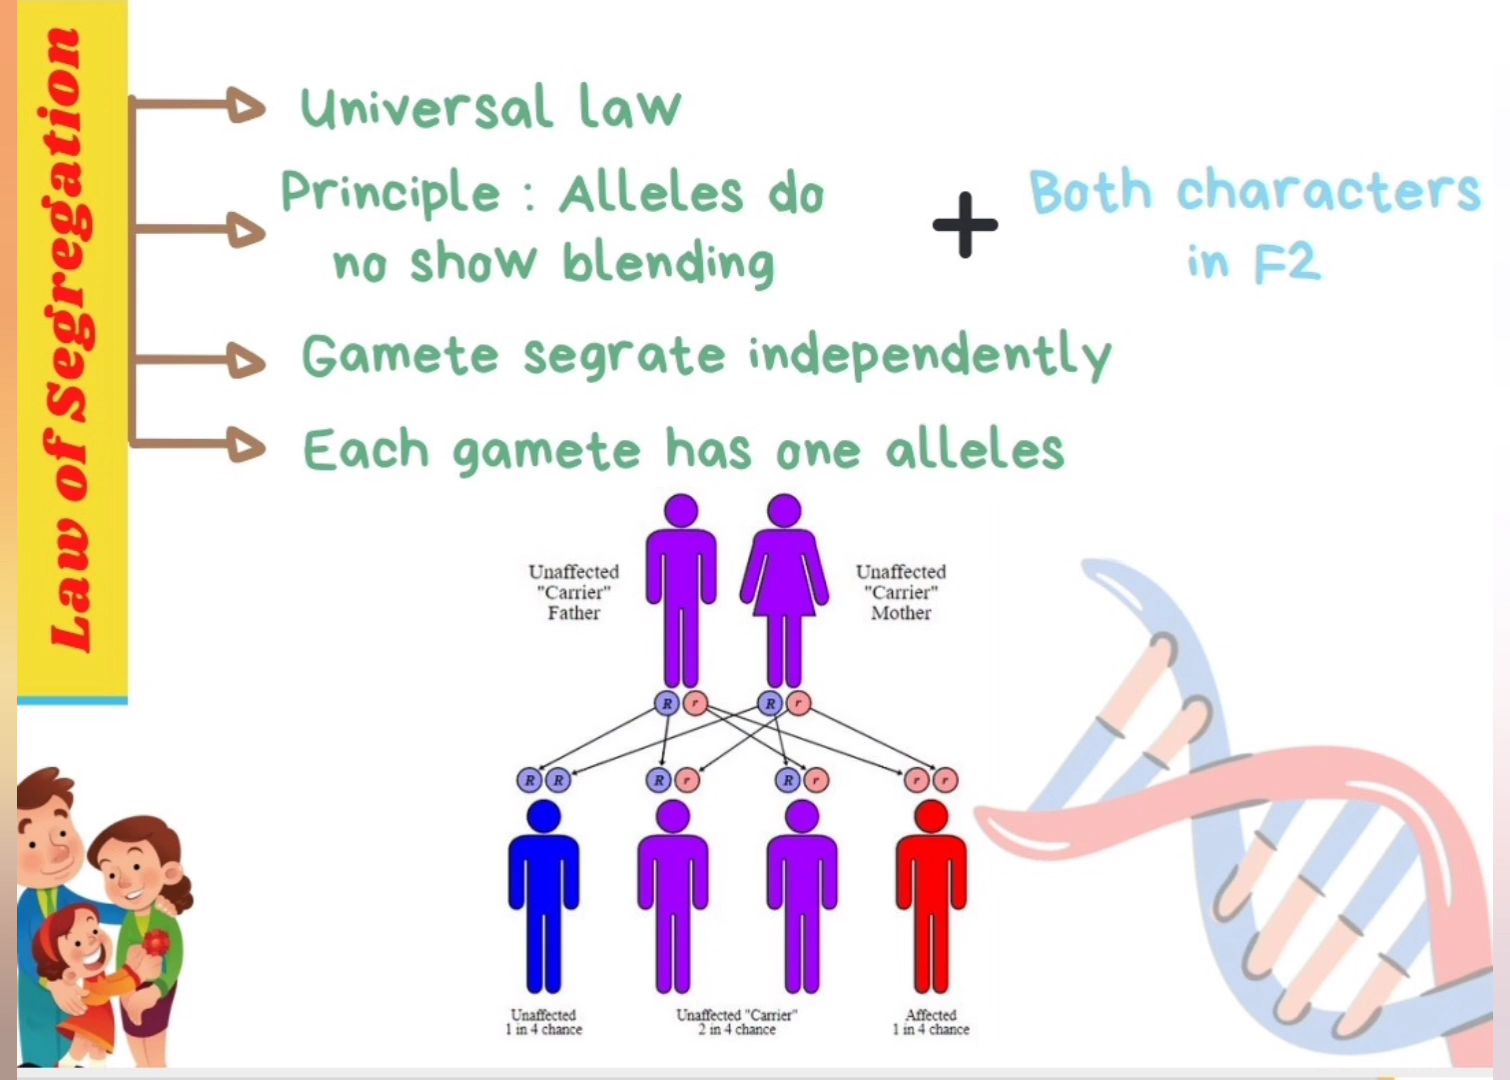 Law of Segregation
Universal law
Principle : Alleles do
no show blending
+
Both characters
in F2
Gamete segrate independently
Each gamete has one alleles
Unaffected
"Carrier"
Father
Unaffected
"Carrier"
Mother
R r R r
R R R r R r r r
Unaffected
1 in 4 chance
Unaffected "Carrier"
2 in 4 chance
Affected
1 in 4 chance